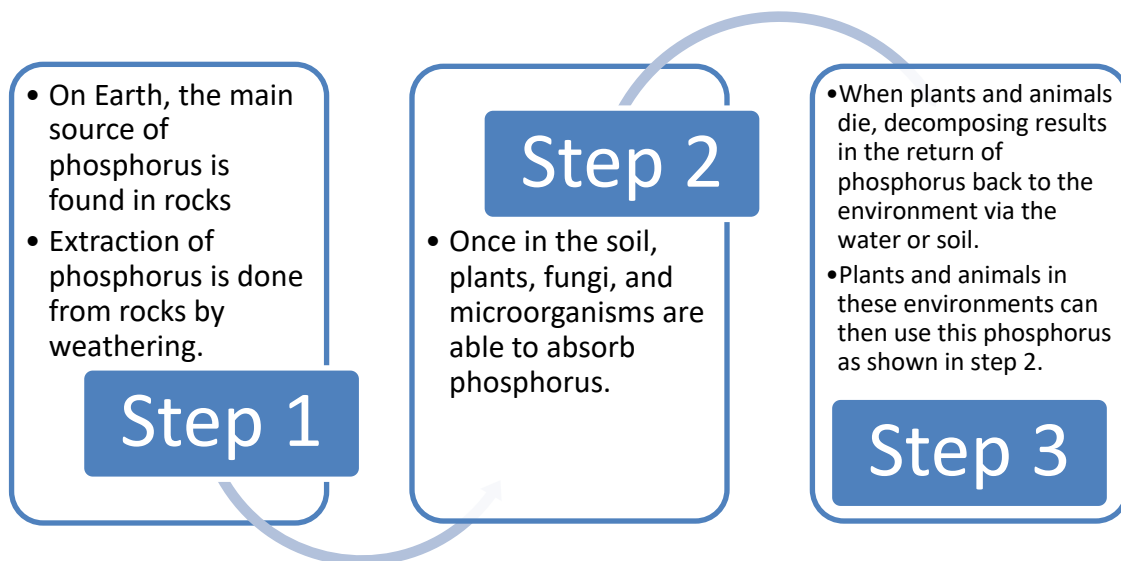 • On Earth, the main
source of
phosphorus is
found in rocks
• Extraction of
phosphorus is done
from rocks by
weathering.
Step 1
Step 2
• Once in the soil,
plants, fungi, and
microorganisms are
able to absorb
phosphorus.
•When plants and animals
die, decomposing results
in the return of
phosphorus back to the
environment via the
water or soil.
•Plants and animals in
these environments can
then use this phosphorus
as shown in step 2.
Step 3